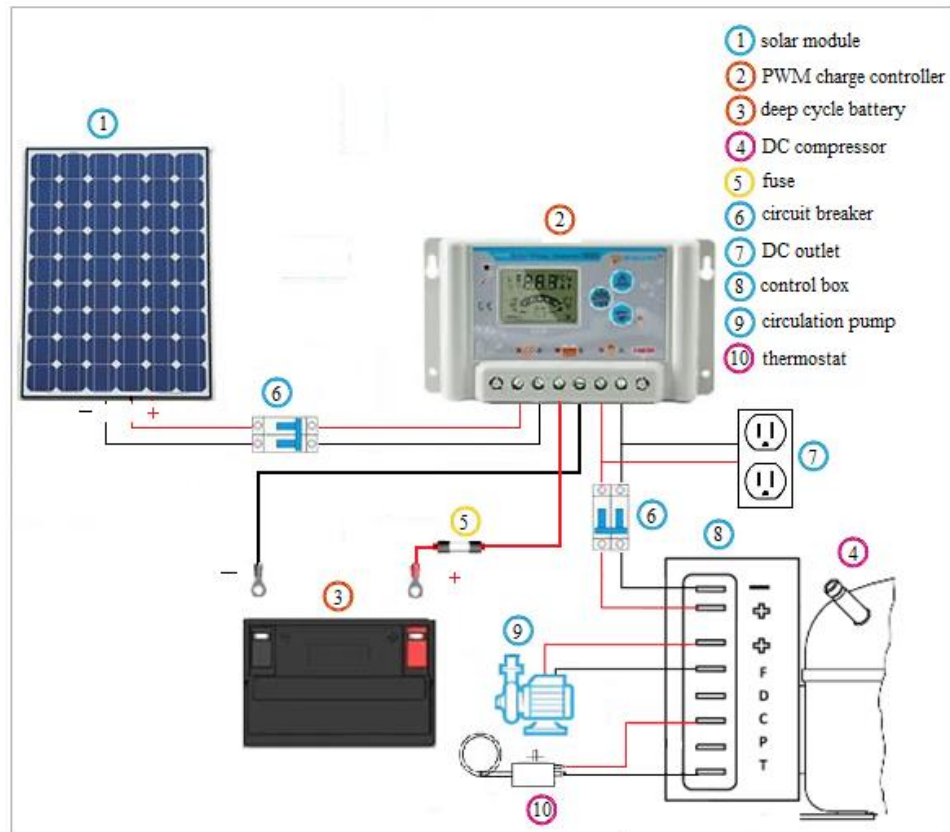 1 solar module
2 PWM charge controller
3 deep cycle battery
4 DC compressor
5 fuse
6 circuit breaker
7 DC outlet
8 control box
9 circulation pump
10 thermostat
1
2
− +
6
7
5
6
8
4
− +
3
9
−
+
+
F
D
C
P
T
+
10